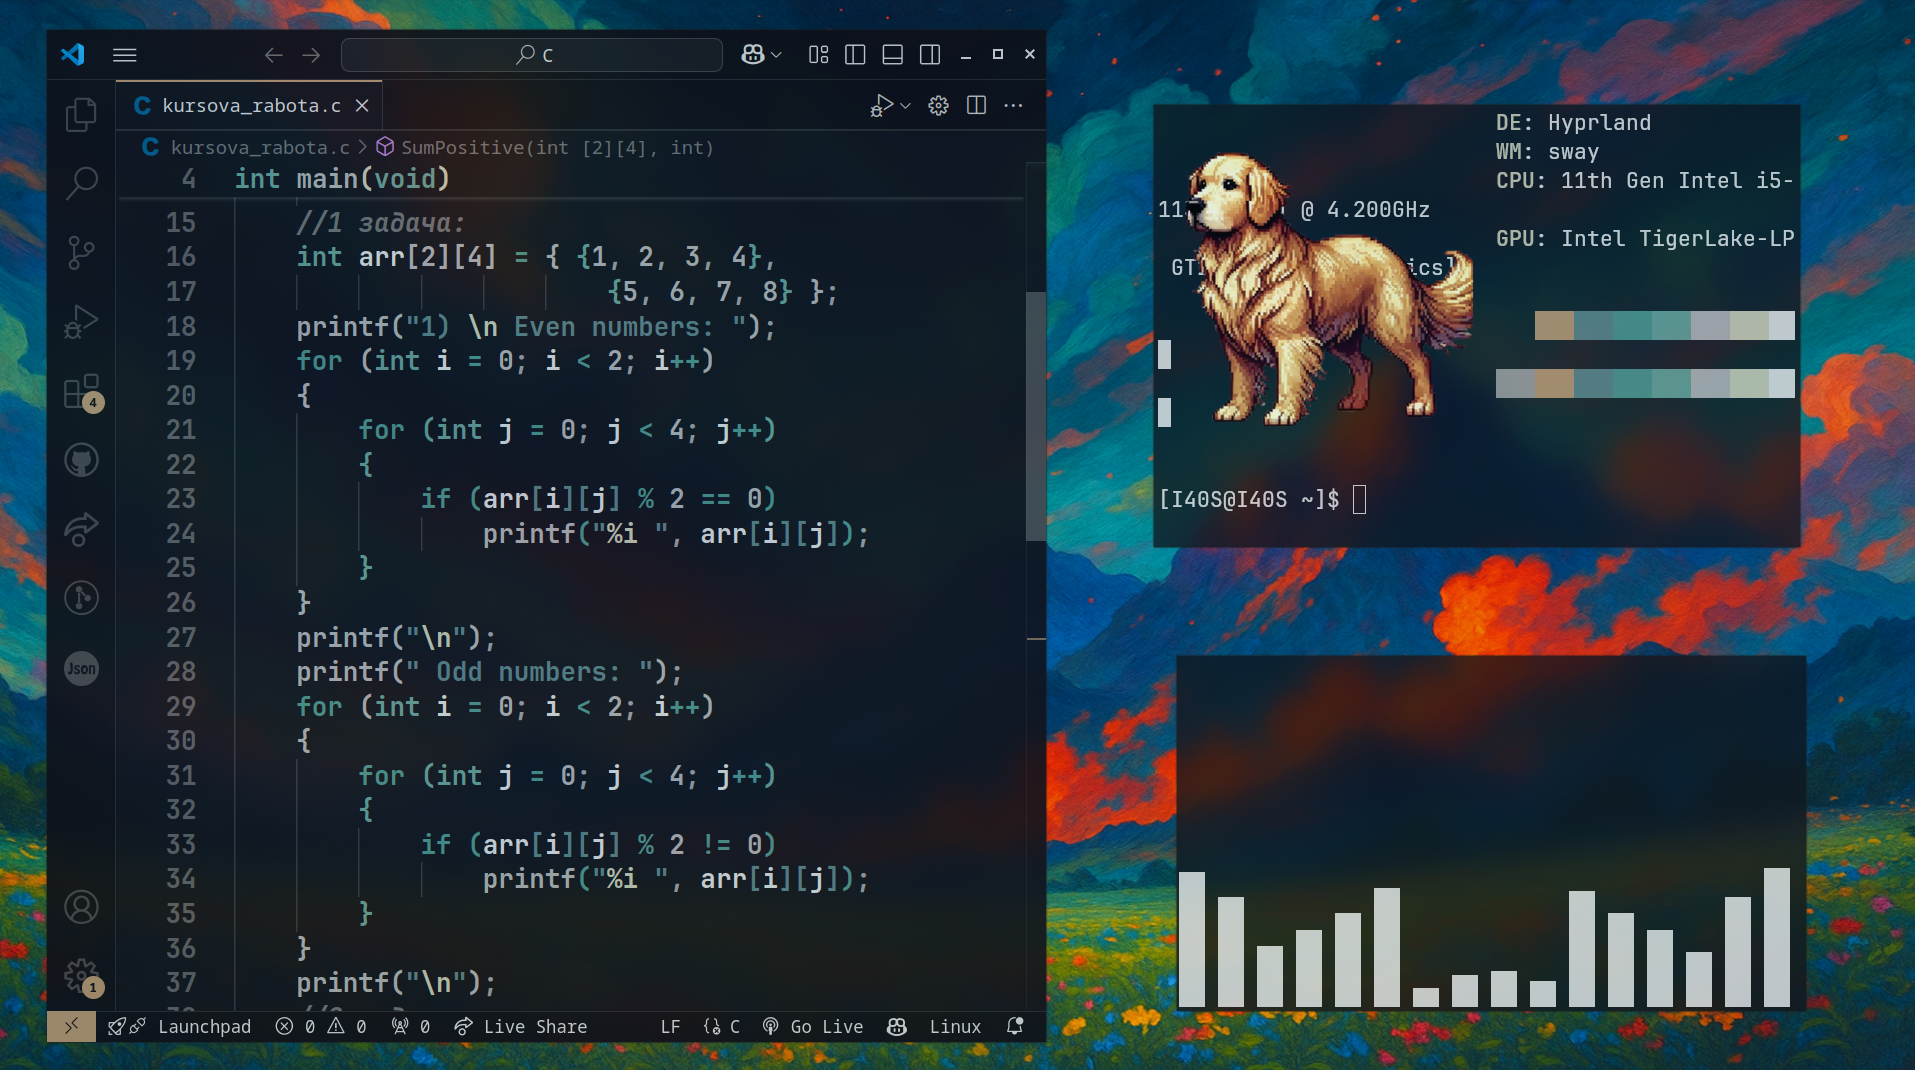 C
kursova_rabota.c
kursova_rabota.c > SumPositive(int [2][4], int)
4 int main(void)
15 //1 задача:
16 int arr[2][4] = { {1, 2, 3, 4},
17 {5, 6, 7, 8} };
18 printf("1) \n Even numbers: ");
19 for (int i = 0; i < 2; i++)
20 {
21 for (int j = 0; j < 4; j++)
22 {
23 if (arr[i][j] % 2 == 0)
24 printf("%i ", arr[i][j]);
25 }
26 }
27 printf("\n");
28 printf(" Odd numbers: ");
29 for (int i = 0; i < 2; i++)
30 {
31 for (int j = 0; j < 4; j++)
32 {
33 if (arr[i][j] % 2 != 0)
34 printf("%i ", arr[i][j]);
35 }
36 }
37 printf("\n");
4
Json
1
Launchpad 0 0 0 Live Share LF C Go Live Linux
DE: Hyprland
WM: sway
CPU: 11th Gen Intel i5-
11 @ 4.200GHz
GPU: Intel TigerLake-LP
[I40S@I40S ~]$